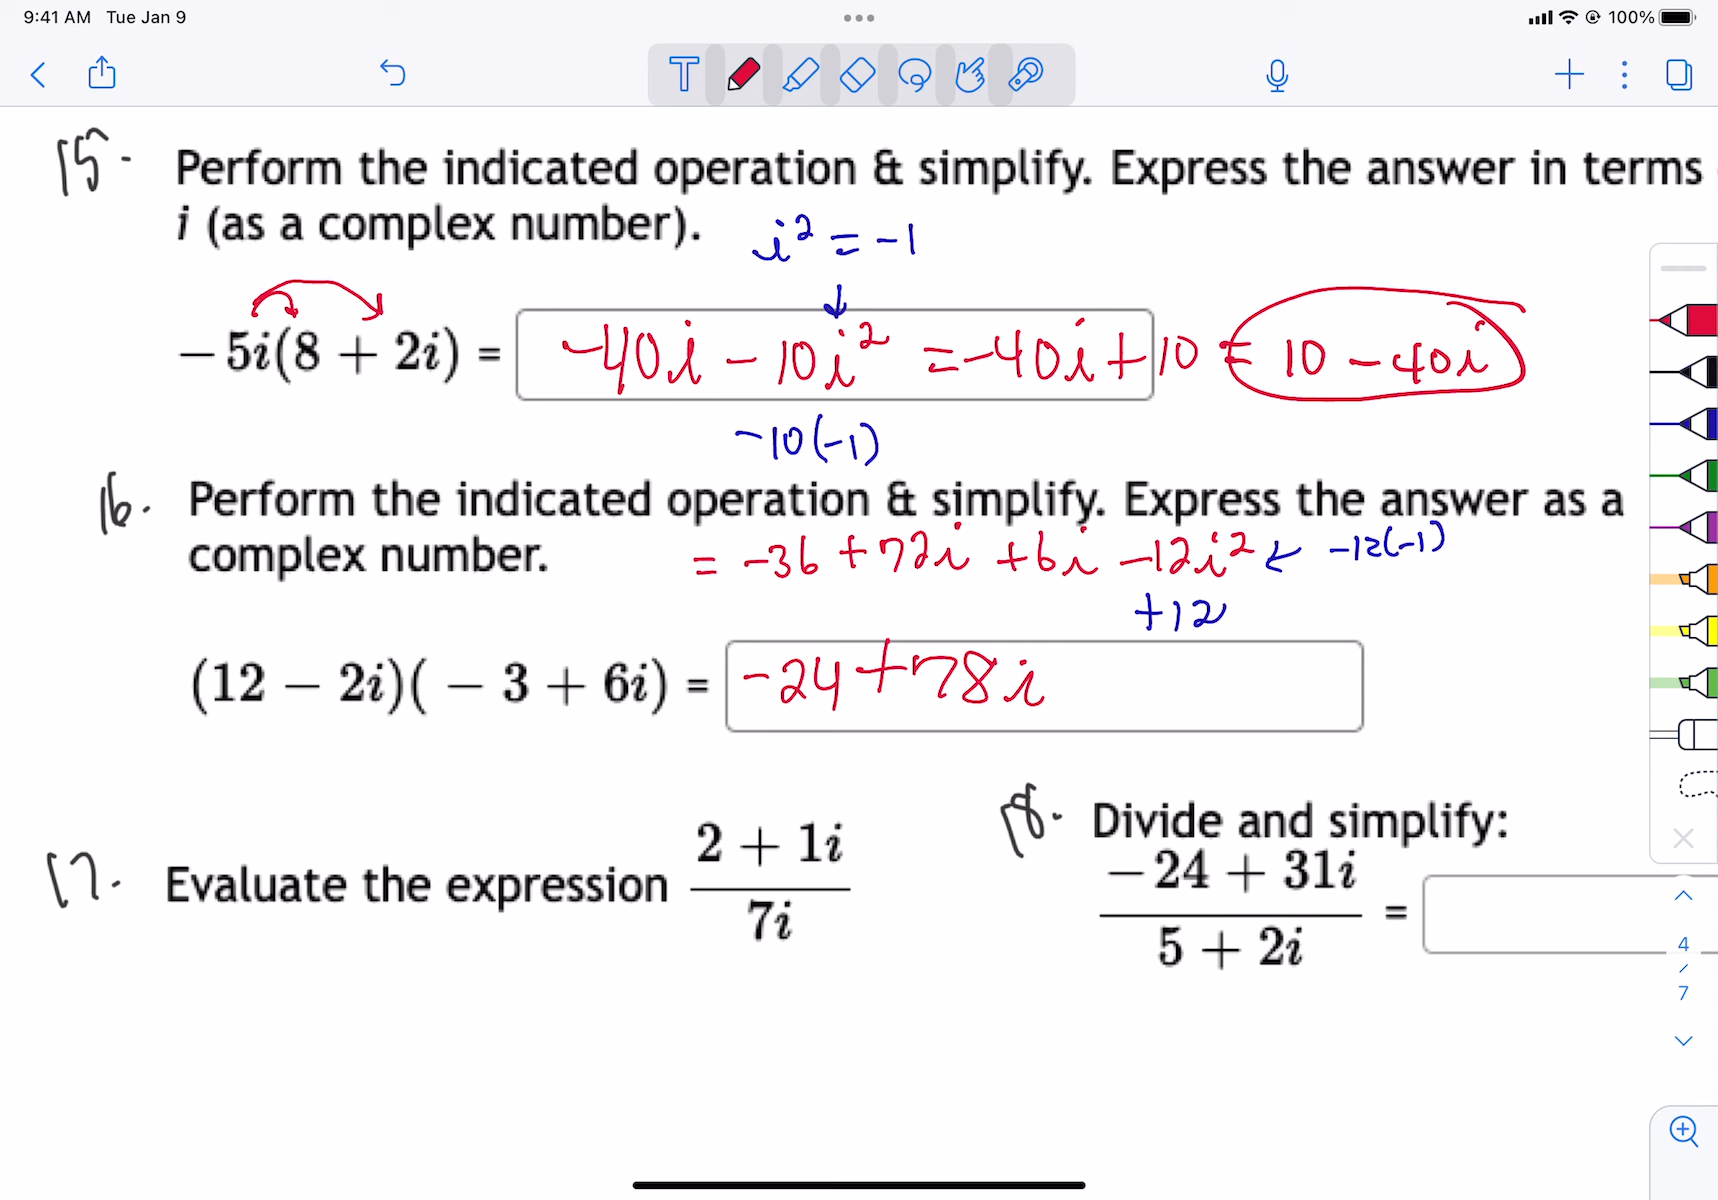 9:41 AM Tue Jan 9
100%
15. Perform the indicated operation & simplify. Express the answer in terms
i (as a complex number).
i² = -1
↓
− 5i(8 + 2i) = -40i - 10i² = -40i + 10 = 10 - 40i
-10(-1)
16. Perform the indicated operation & simplify. Express the answer as a
complex number.
= -36 + 72i + 6i - 12i² ← -12(-1)
+12
(12 − 2i)( − 3 + 6i) = -24 + 78i
17. Evaluate the expression (2 + 1i)/(7i)
18. Divide and simplify:
(−24 + 31i)/(5 + 2i) =
4
/
7